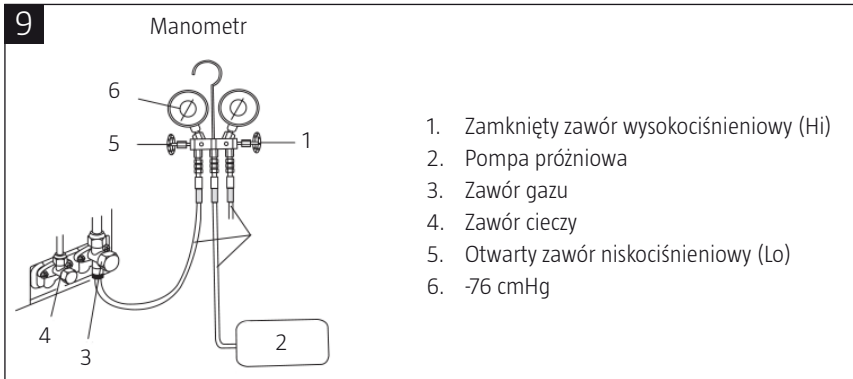 9
Manometr
6
5
1
4
3
2
1. Zamknięty zawór wysokociśnieniowy (Hi)
2. Pompa próżniowa
3. Zawór gazu
4. Zawór cieczy
5. Otwarty zawór niskociśnieniowy (Lo)
6. -76 cmHg